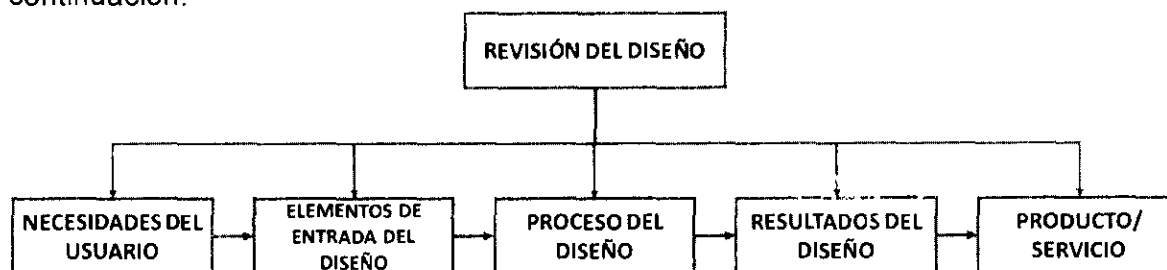 continuación.
REVISIÓN DEL DISEÑO
NECESIDADES DEL
USUARIO
ELEMENTOS DE
ENTRADA DEL
DISEÑO
PROCESO DEL
DISEÑO
RESULTADOS DEL
DISEÑO
PRODUCTO/
SERVICIO